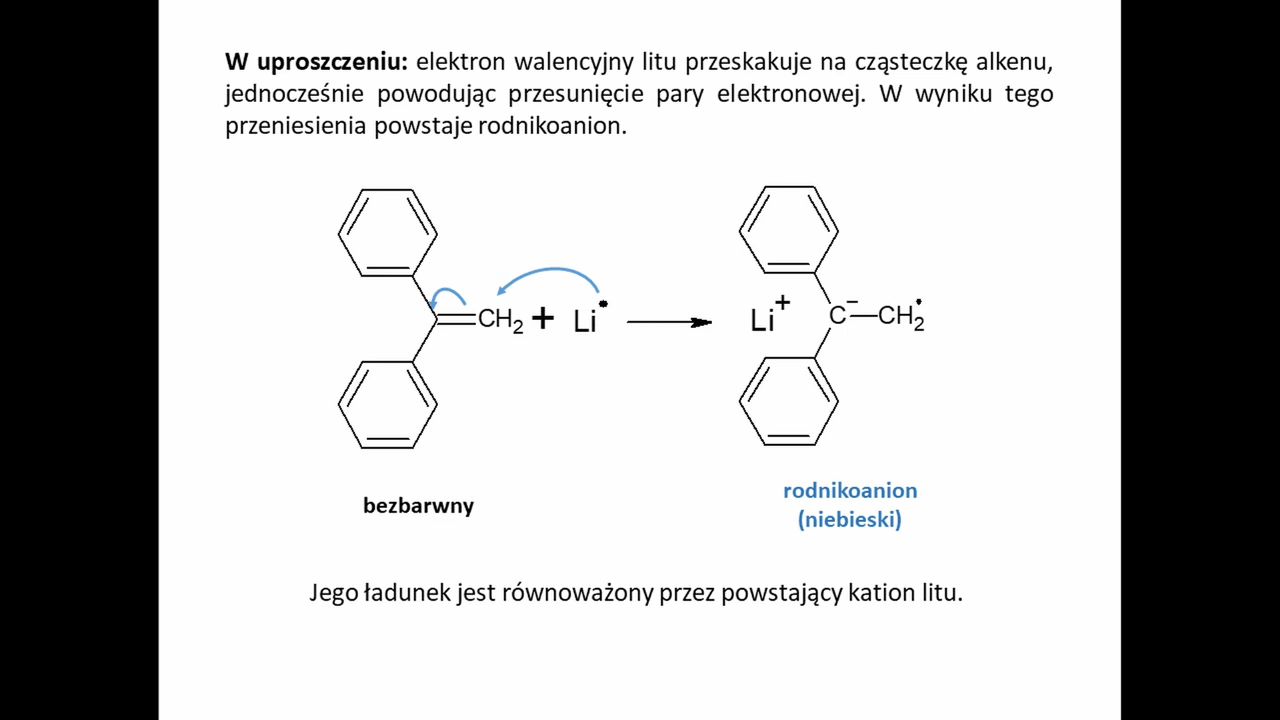 W uproszczeniu: elektron walencyjny litu przeskakuje na cząsteczkę alkenu,
jednocześnie powodując przesunięcie pary elektronowej. W wyniku tego
przeniesienia powstaje rodnikoanion.
CH₂ + Li• Li⁺ C⁻—CH₂•
bezbarwny
rodnikoanion
(niebieski)
Jego ładunek jest równoważony przez powstający kation litu.